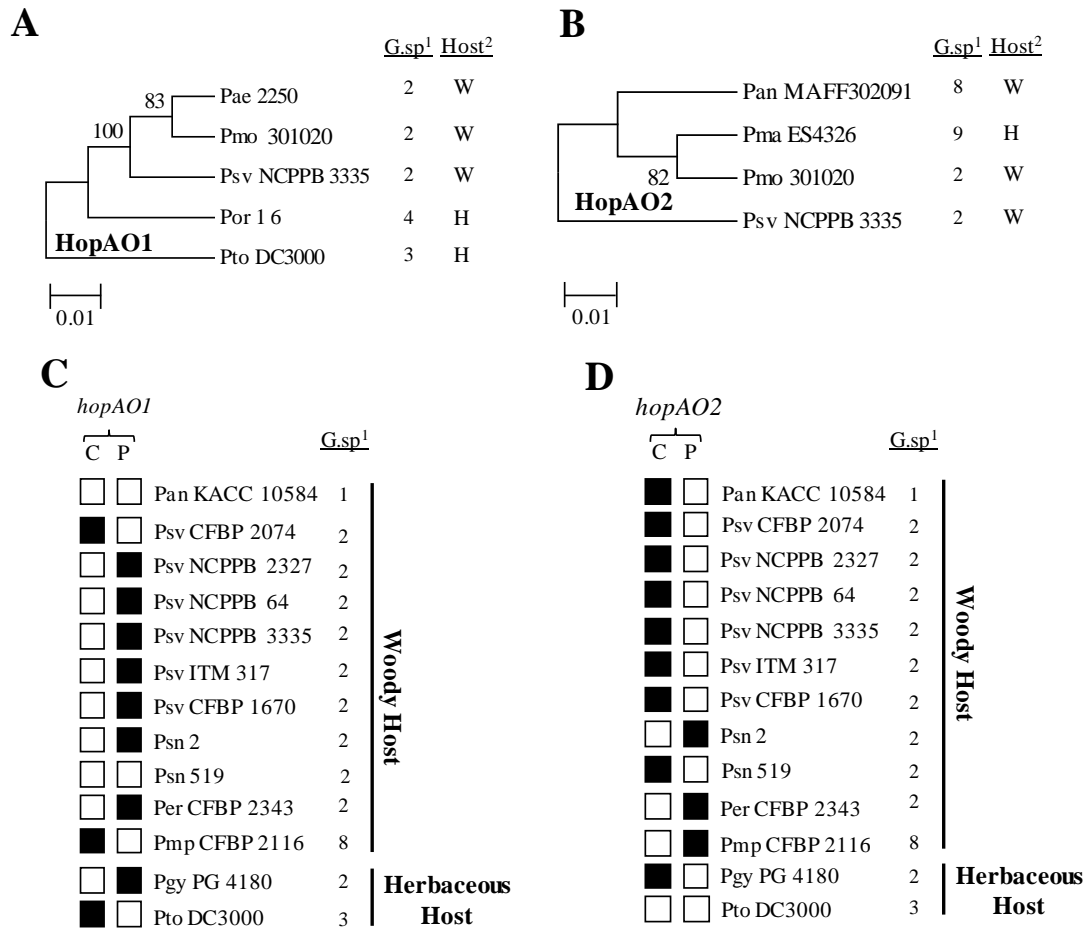 A
G.sp1 Host2
Pae 2250 2 W
83
Pmo 301020 2 W
100
Psv NCPPB 3335 2 W
Por 1 6 4 H
HopAO1
Pto DC3000 3 H
0.01
B
G.sp1 Host2
Pan MAFF302091 8 W
Pma ES4326 9 H
82
Pmo 301020 2 W
HopAO2
Psv NCPPB 3335 2 W
0.01
C
hopAO1
C P G.sp1
Pan KACC 10584 1
Psv CFBP 2074 2
Psv NCPPB 2327 2
Psv NCPPB 64 2
Psv NCPPB 3335 2
Psv ITM 317 2
Psv CFBP 1670 2
Psn 2 2
Psn 519 2
Per CFBP 2343 2
Pmp CFBP 2116 8
Woody Host
Pgy PG 4180 2
Pto DC3000 3
Herbaceous
Host
D
hopAO2
C P G.sp1
Pan KACC 10584 1
Psv CFBP 2074 2
Psv NCPPB 2327 2
Psv NCPPB 64 2
Psv NCPPB 3335 2
Psv ITM 317 2
Psv CFBP 1670 2
Psn 2 2
Psn 519 2
Per CFBP 2343 2
Pmp CFBP 2116 8
Woody Host
Pgy PG 4180 2
Pto DC3000 3
Herbaceous
Host